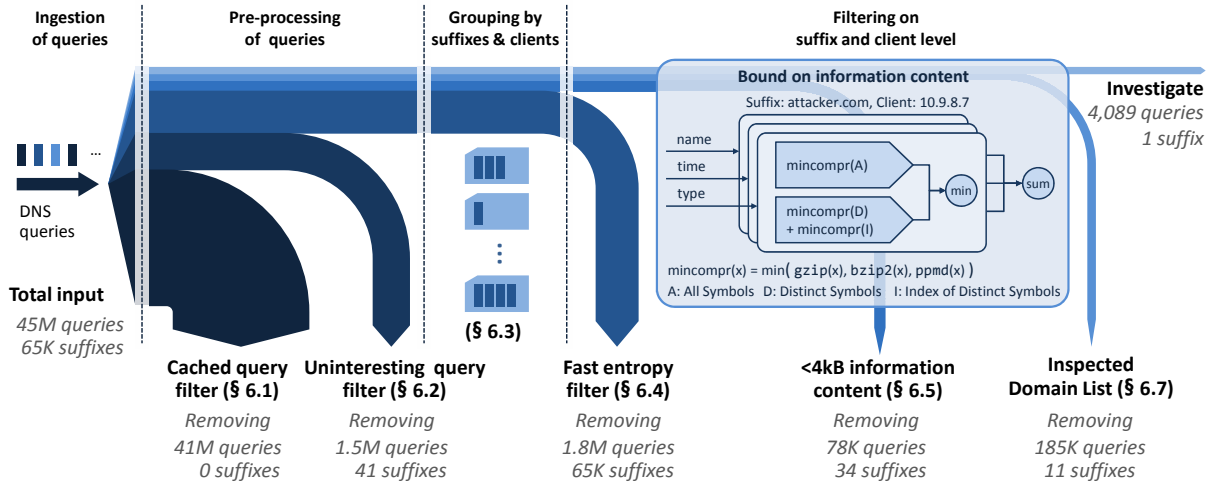 Ingestion
of queries
Pre-processing
of queries
Grouping by
suffixes & clients
Filtering on
suffix and client level
Bound on information content
Suffix: attacker.com, Client: 10.9.8.7
name
time
type
mincompr(A)
mincompr(D)
+ mincompr(I)
min
sum
mincompr(x) = min( gzip(x), bzip2(x), ppmd(x) )
A: All Symbols D: Distinct Symbols I: Index of Distinct Symbols
Investigate
4,089 queries
1 suffix
...
DNS
queries
Total input
45M queries
65K suffixes
(§ 6.3)
Cached query
filter (§ 6.1)
Removing
41M queries
0 suffixes
Uninteresting query
filter (§ 6.2)
Removing
1.5M queries
41 suffixes
Fast entropy
filter (§ 6.4)
Removing
1.8M queries
65K suffixes
<4kB information
content (§ 6.5)
Removing
78K queries
34 suffixes
Inspected
Domain List (§ 6.7)
Removing
185K queries
11 suffixes